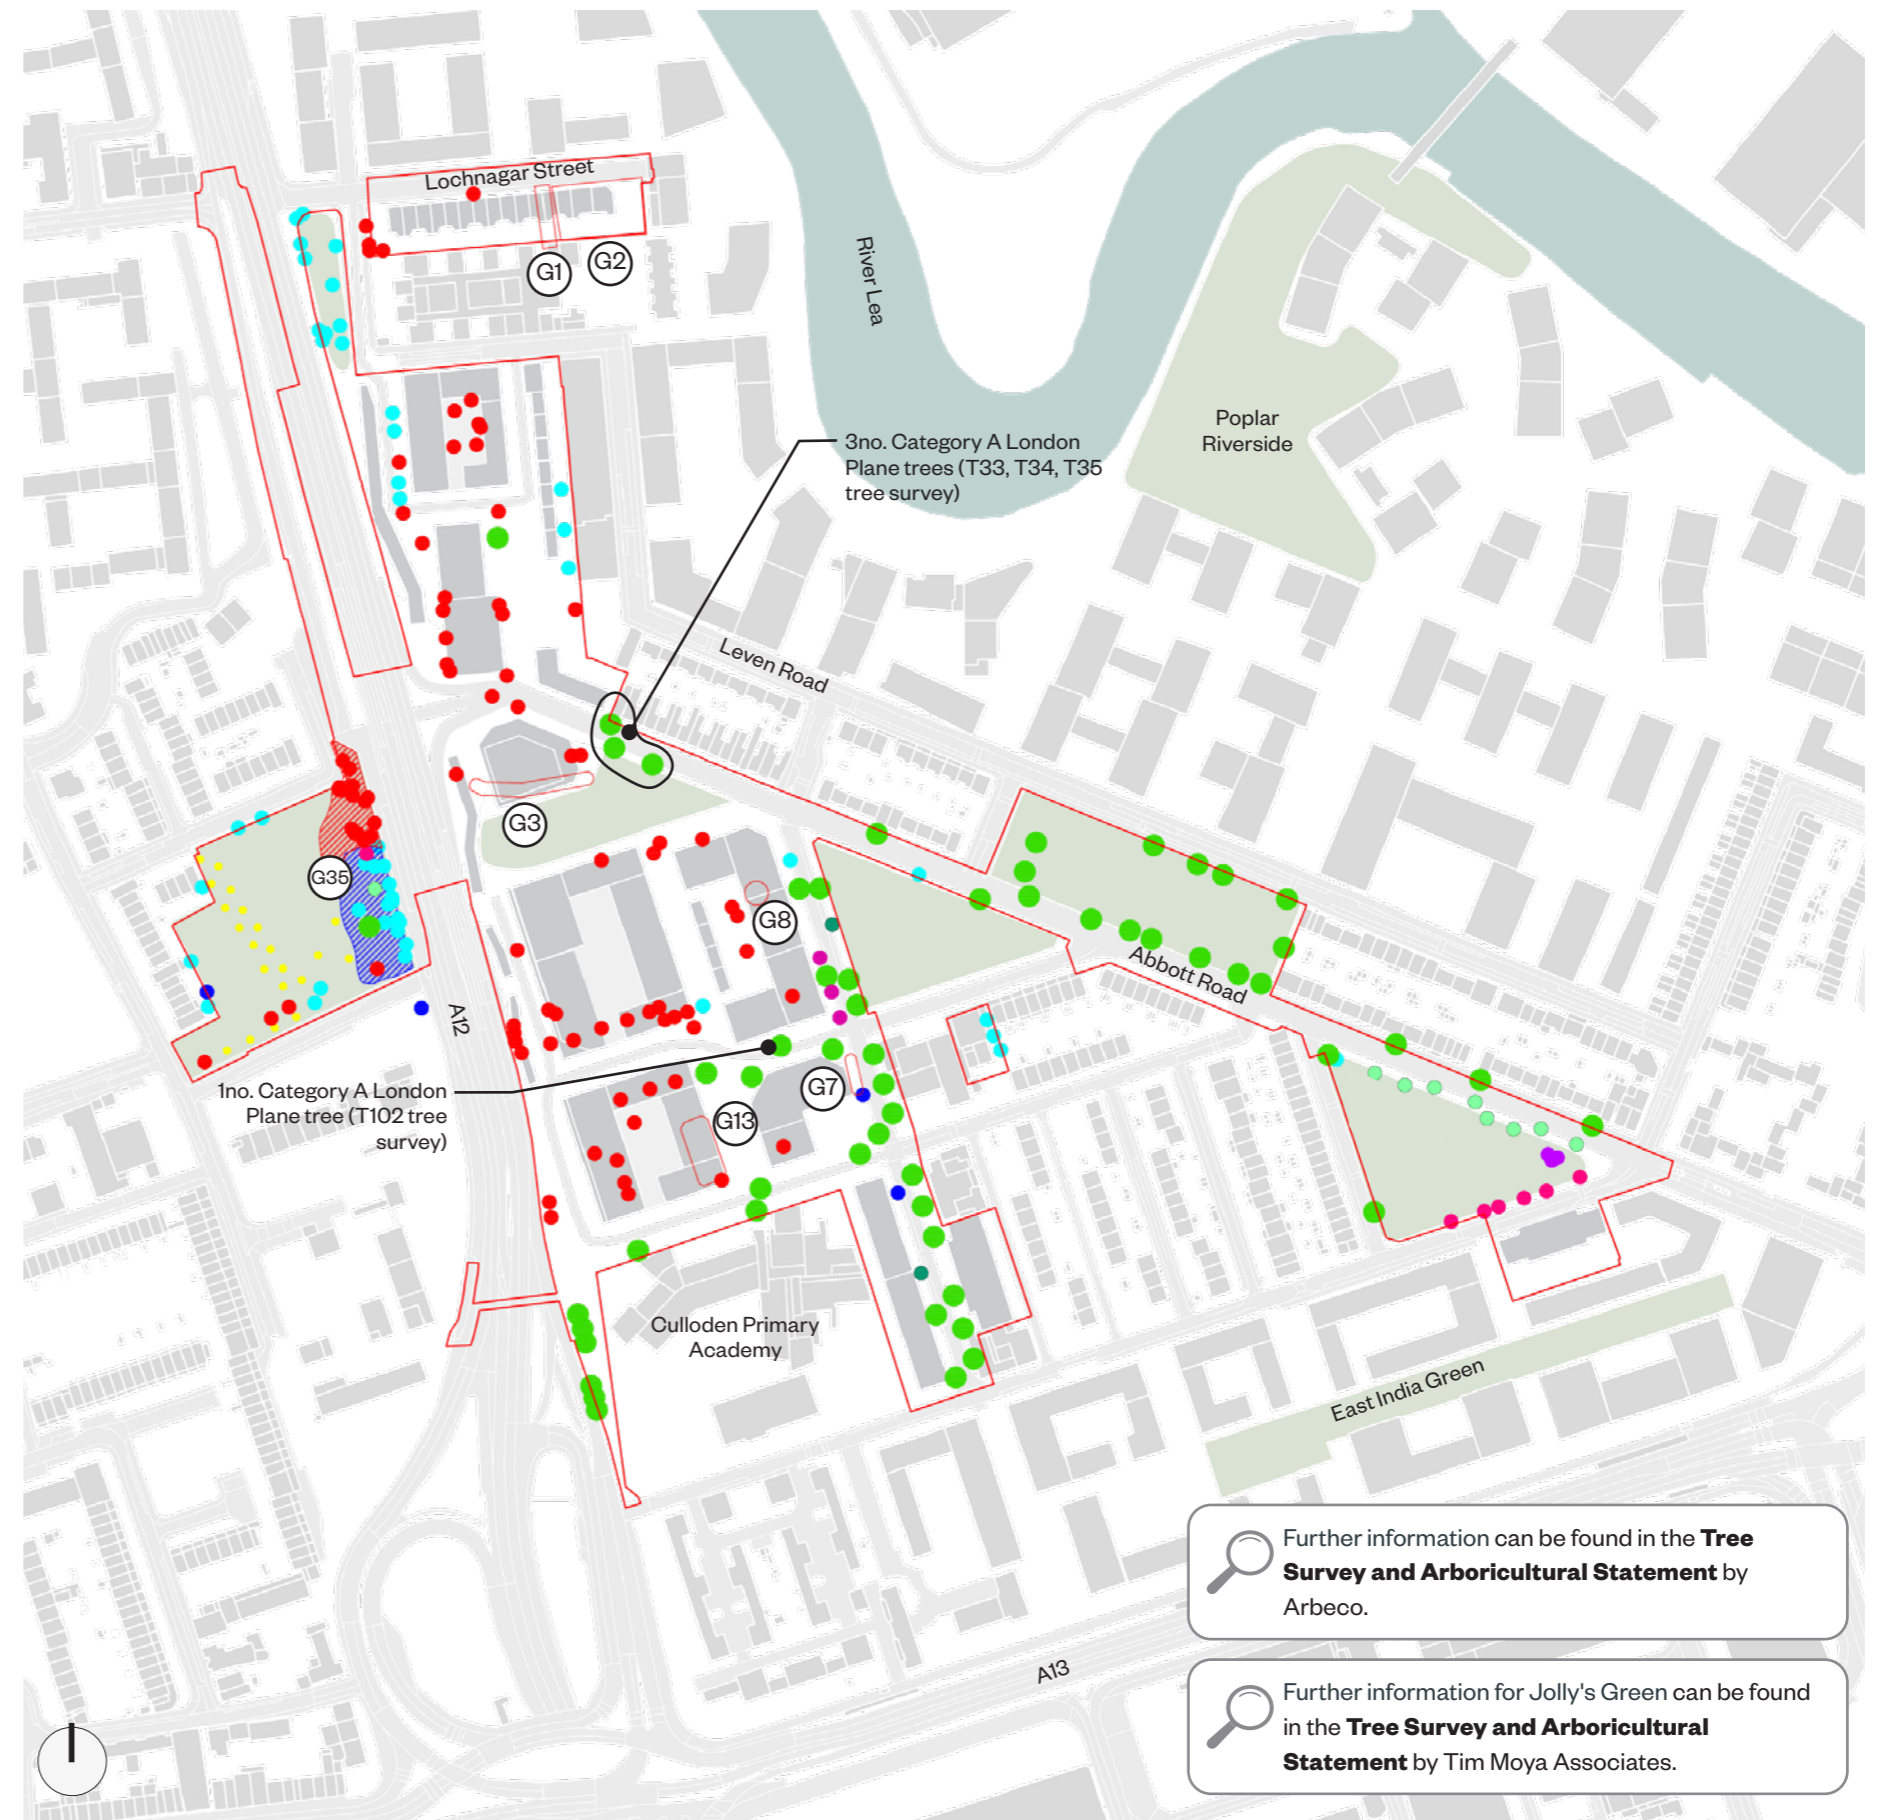 Lochnagar Street
G1
G2
River Lea
Poplar
Riverside
3no. Category A London
Plane trees (T33, T34, T35
tree survey)
Leven Road
G3
G35
G8
Abbott Road
A12
1no. Category A London
Plane tree (T102 tree
survey)
G7
G13
Culloden Primary
Academy
East India Green
A13
Further information can be found in the Tree
Survey and Arboricultural Statement by
Arbeco.
Further information for Jolly's Green can be found
in the Tree Survey and Arboricultural
Statement by Tim Moya Associates.